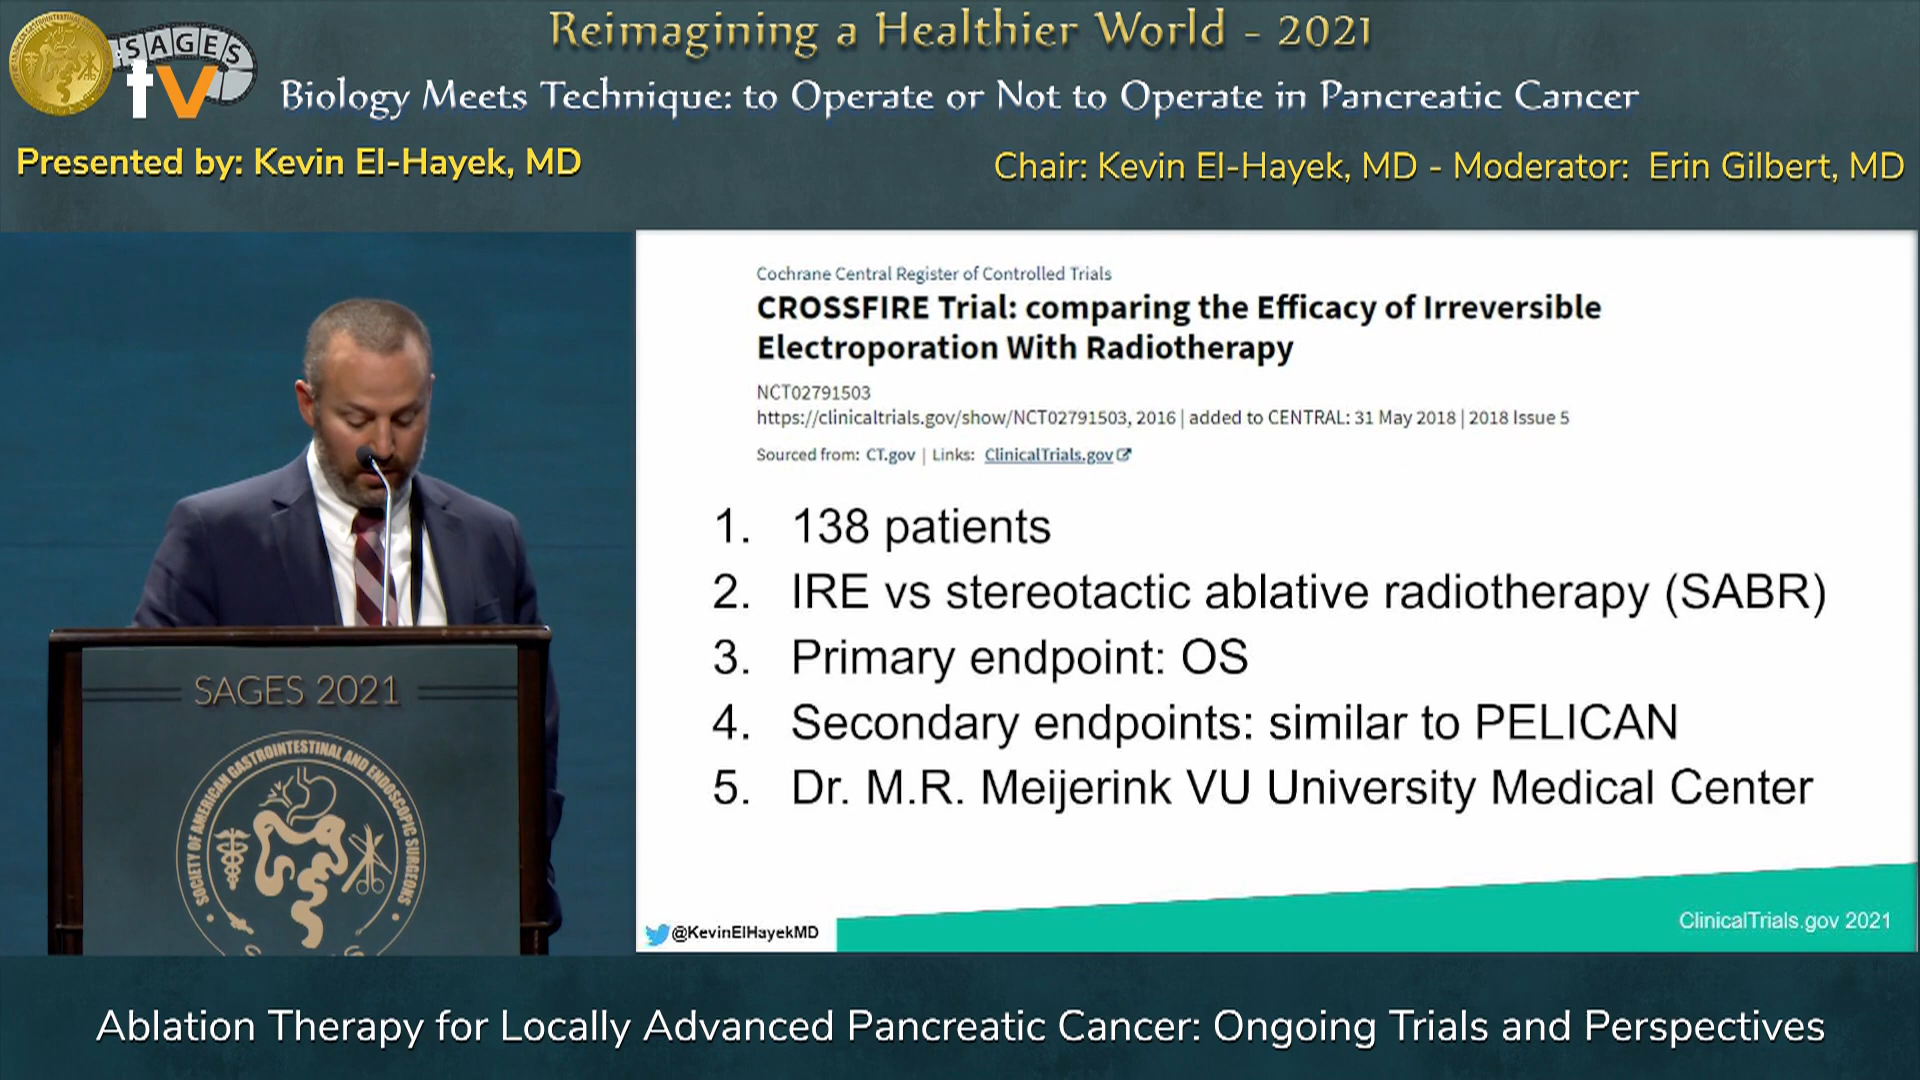 Reimagining a Healthier World - 2021
SAGES
tv
Biology Meets Technique: to Operate or Not to Operate in Pancreatic Cancer
Presented by: Kevin El-Hayek, MD
Chair: Kevin El-Hayek, MD - Moderator: Erin Gilbert, MD
Cochrane Central Register of Controlled Trials
CROSSFIRE Trial: comparing the Efficacy of Irreversible
Electroporation With Radiotherapy
NCT02791503
https://clinicaltrials.gov/show/NCT02791503, 2016 | added to CENTRAL: 31 May 2018 | 2018 Issue 5
Sourced from: CT.gov | Links: ClinicalTrials.gov
1. 138 patients
2. IRE vs stereotactic ablative radiotherapy (SABR)
3. Primary endpoint: OS
4. Secondary endpoints: similar to PELICAN
5. Dr. M.R. Meijerink VU University Medical Center
@KevinElHayekMD
ClinicalTrials.gov 2021
SAGES 2021
SOCIETY OF AMERICAN GASTROINTESTINAL AND ENDOSCOPIC SURGEONS
Ablation Therapy for Locally Advanced Pancreatic Cancer: Ongoing Trials and Perspectives